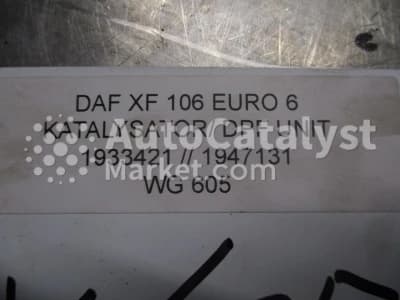 DAF XF 106 EURO 6
KATALYSATOR/ DPF UNIT
1933421 // 1947131
WG 605
AutoCatalyst
Market.com